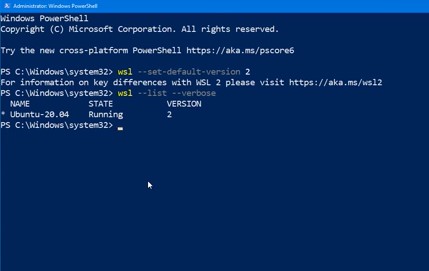 Administrator: Windows PowerShell
Windows PowerShell
Copyright (C) Microsoft Corporation. All rights reserved.
Try the new cross-platform PowerShell https://aka.ms/pscore6
PS C:\Windows\system32> wsl --set-default-version 2
For information on key differences with WSL 2 please visit https://aka.ms/wsl2
PS C:\Windows\system32> wsl --list --verbose
  NAME            STATE           VERSION
* Ubuntu-20.04    Running         2
PS C:\Windows\system32>